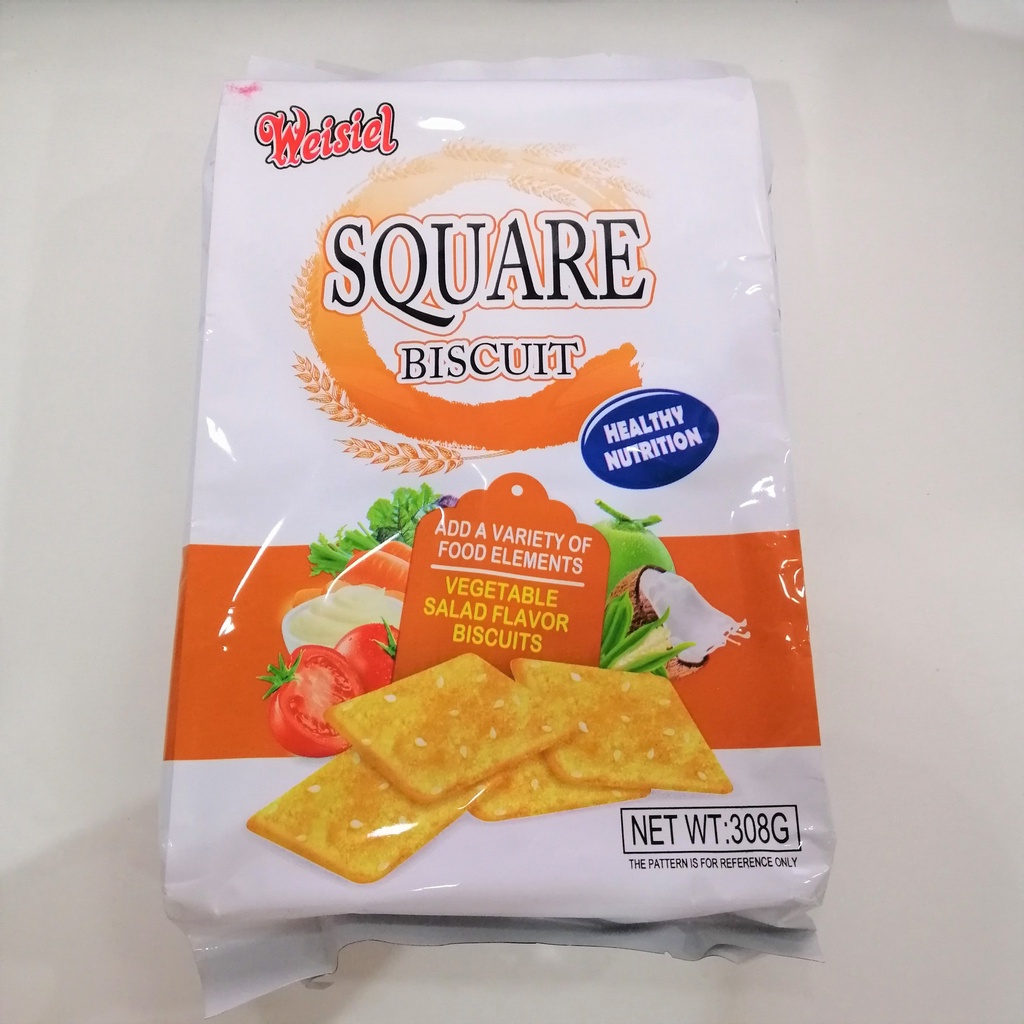 Weisiel
SQUARE
BISCUIT
HEALTHY
NUTRITION
ADD A VARIETY OF
FOOD ELEMENTS
VEGETABLE
SALAD FLAVOR
BISCUITS
NET WT:308G
THE PATTERN IS FOR REFERENCE ONLY